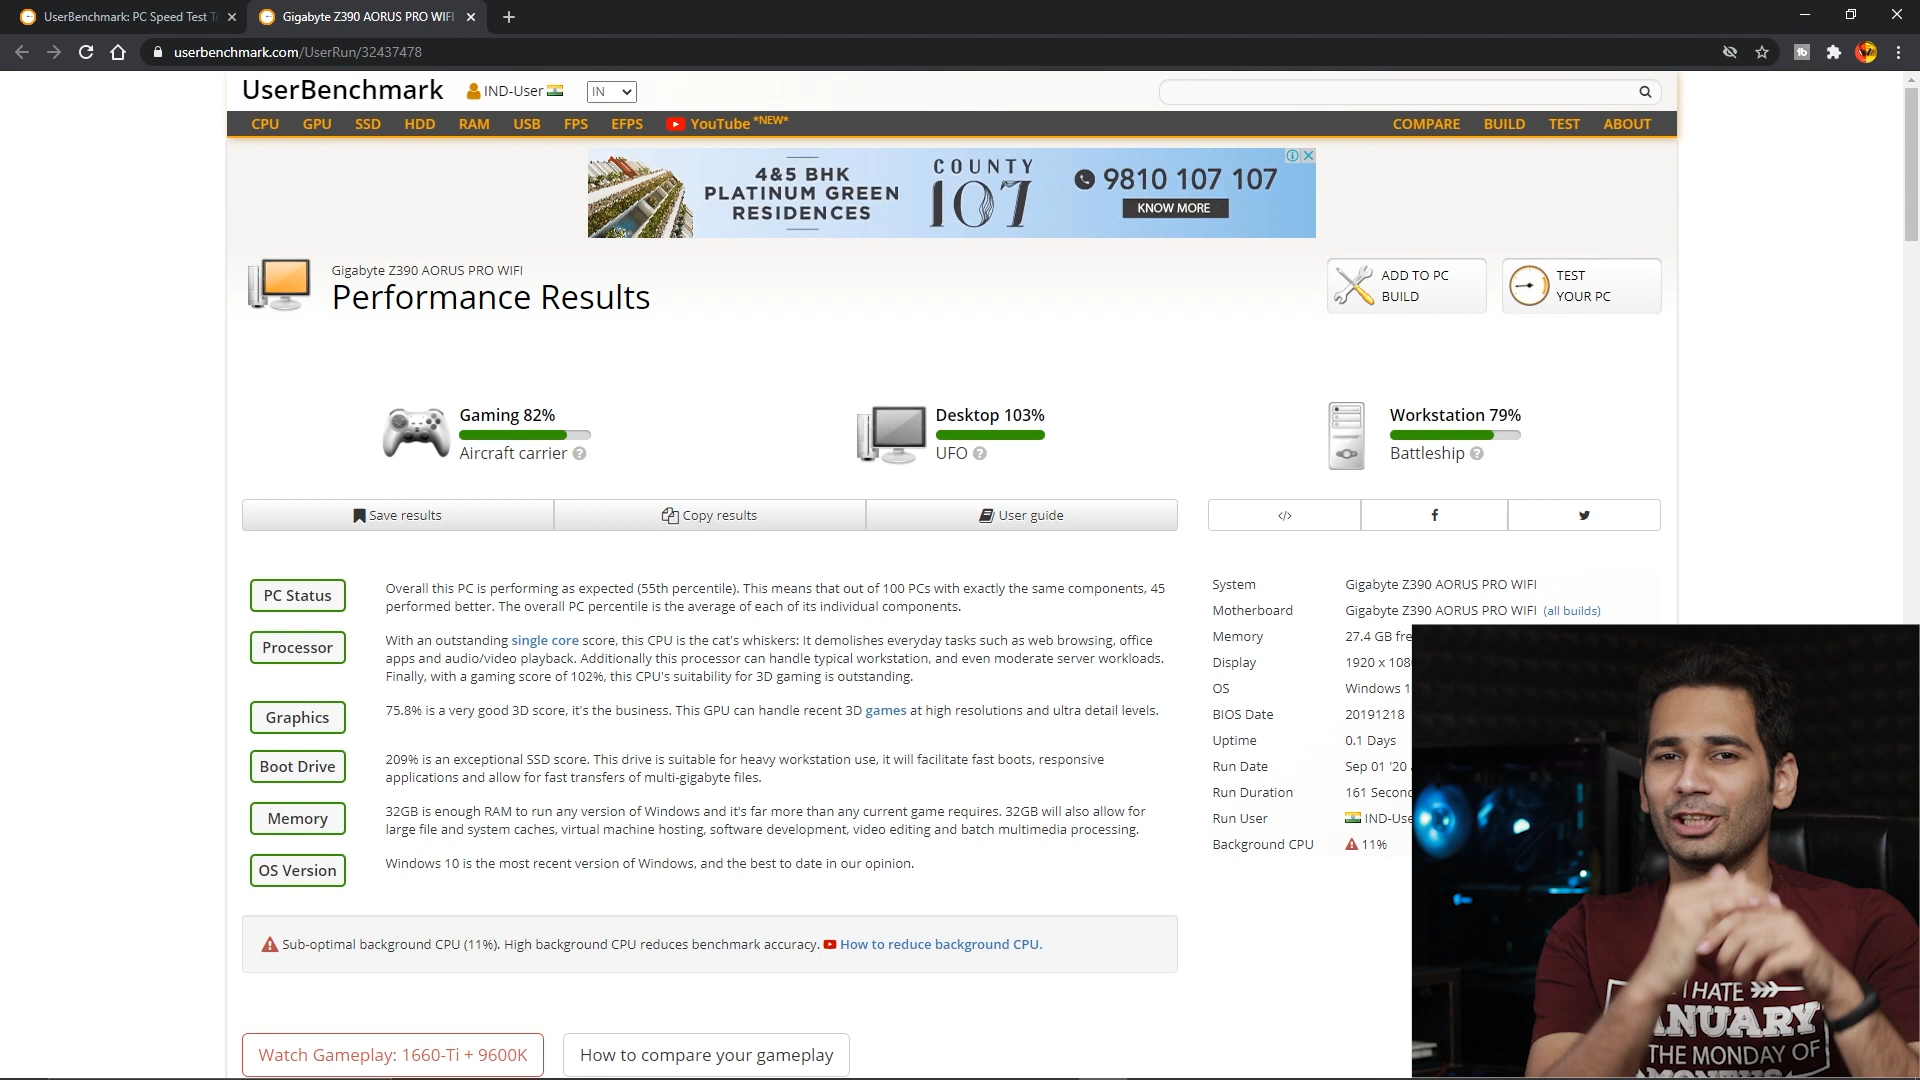 UserBenchmark: PC Speed Test T
Gigabyte Z390 AORUS PRO WIFI
userbenchmark.com/UserRun/32437478
UserBenchmark
IND-User
IN
CPU GPU SSD HDD RAM USB FPS EFPS YouTube *NEW*
COMPARE BUILD TEST ABOUT
4&5 BHK
PLATINUM GREEN
RESIDENCES
COUNTY
107
9810 107 107
KNOW MORE
Gigabyte Z390 AORUS PRO WIFI
Performance Results
ADD TO PC
BUILD
TEST
YOUR PC
Gaming 82%
Aircraft carrier
Desktop 103%
UFO
Workstation 79%
Battleship
Save results
Copy results
User guide
</>
PC Status
Overall this PC is performing as expected (55th percentile). This means that out of 100 PCs with exactly the same components, 45
performed better. The overall PC percentile is the average of each of its individual components.
Processor
With an outstanding single core score, this CPU is the cat's whiskers: It demolishes everyday tasks such as web browsing, office
apps and audio/video playback. Additionally this processor can handle typical workstation, and even moderate server workloads.
Finally, with a gaming score of 102%, this CPU's suitability for 3D gaming is outstanding.
Graphics
75.8% is a very good 3D score, it's the business. This GPU can handle recent 3D games at high resolutions and ultra detail levels.
Boot Drive
209% is an exceptional SSD score. This drive is suitable for heavy workstation use, it will facilitate fast boots, responsive
applications and allow for fast transfers of multi-gigabyte files.
Memory
32GB is enough RAM to run any version of Windows and it's far more than any current game requires. 32GB will also allow for
large file and system caches, virtual machine hosting, software development, video editing and batch multimedia processing.
OS Version
Windows 10 is the most recent version of Windows, and the best to date in our opinion.
System Gigabyte Z390 AORUS PRO WIFI
Motherboard Gigabyte Z390 AORUS PRO WIFI (all builds)
Memory 27.4 GB fre
Display 1920 x 108
OS Windows 1
BIOS Date 20191218
Uptime 0.1 Days
Run Date Sep 01 '20
Run Duration 161 Secon
Run User IND-Use
Background CPU 11%
Sub-optimal background CPU (11%). High background CPU reduces benchmark accuracy. How to reduce background CPU.
Watch Gameplay: 1660-Ti + 9600K
How to compare your gameplay
I HATE
JANUARY
THE MONDAY OF
MONTHS